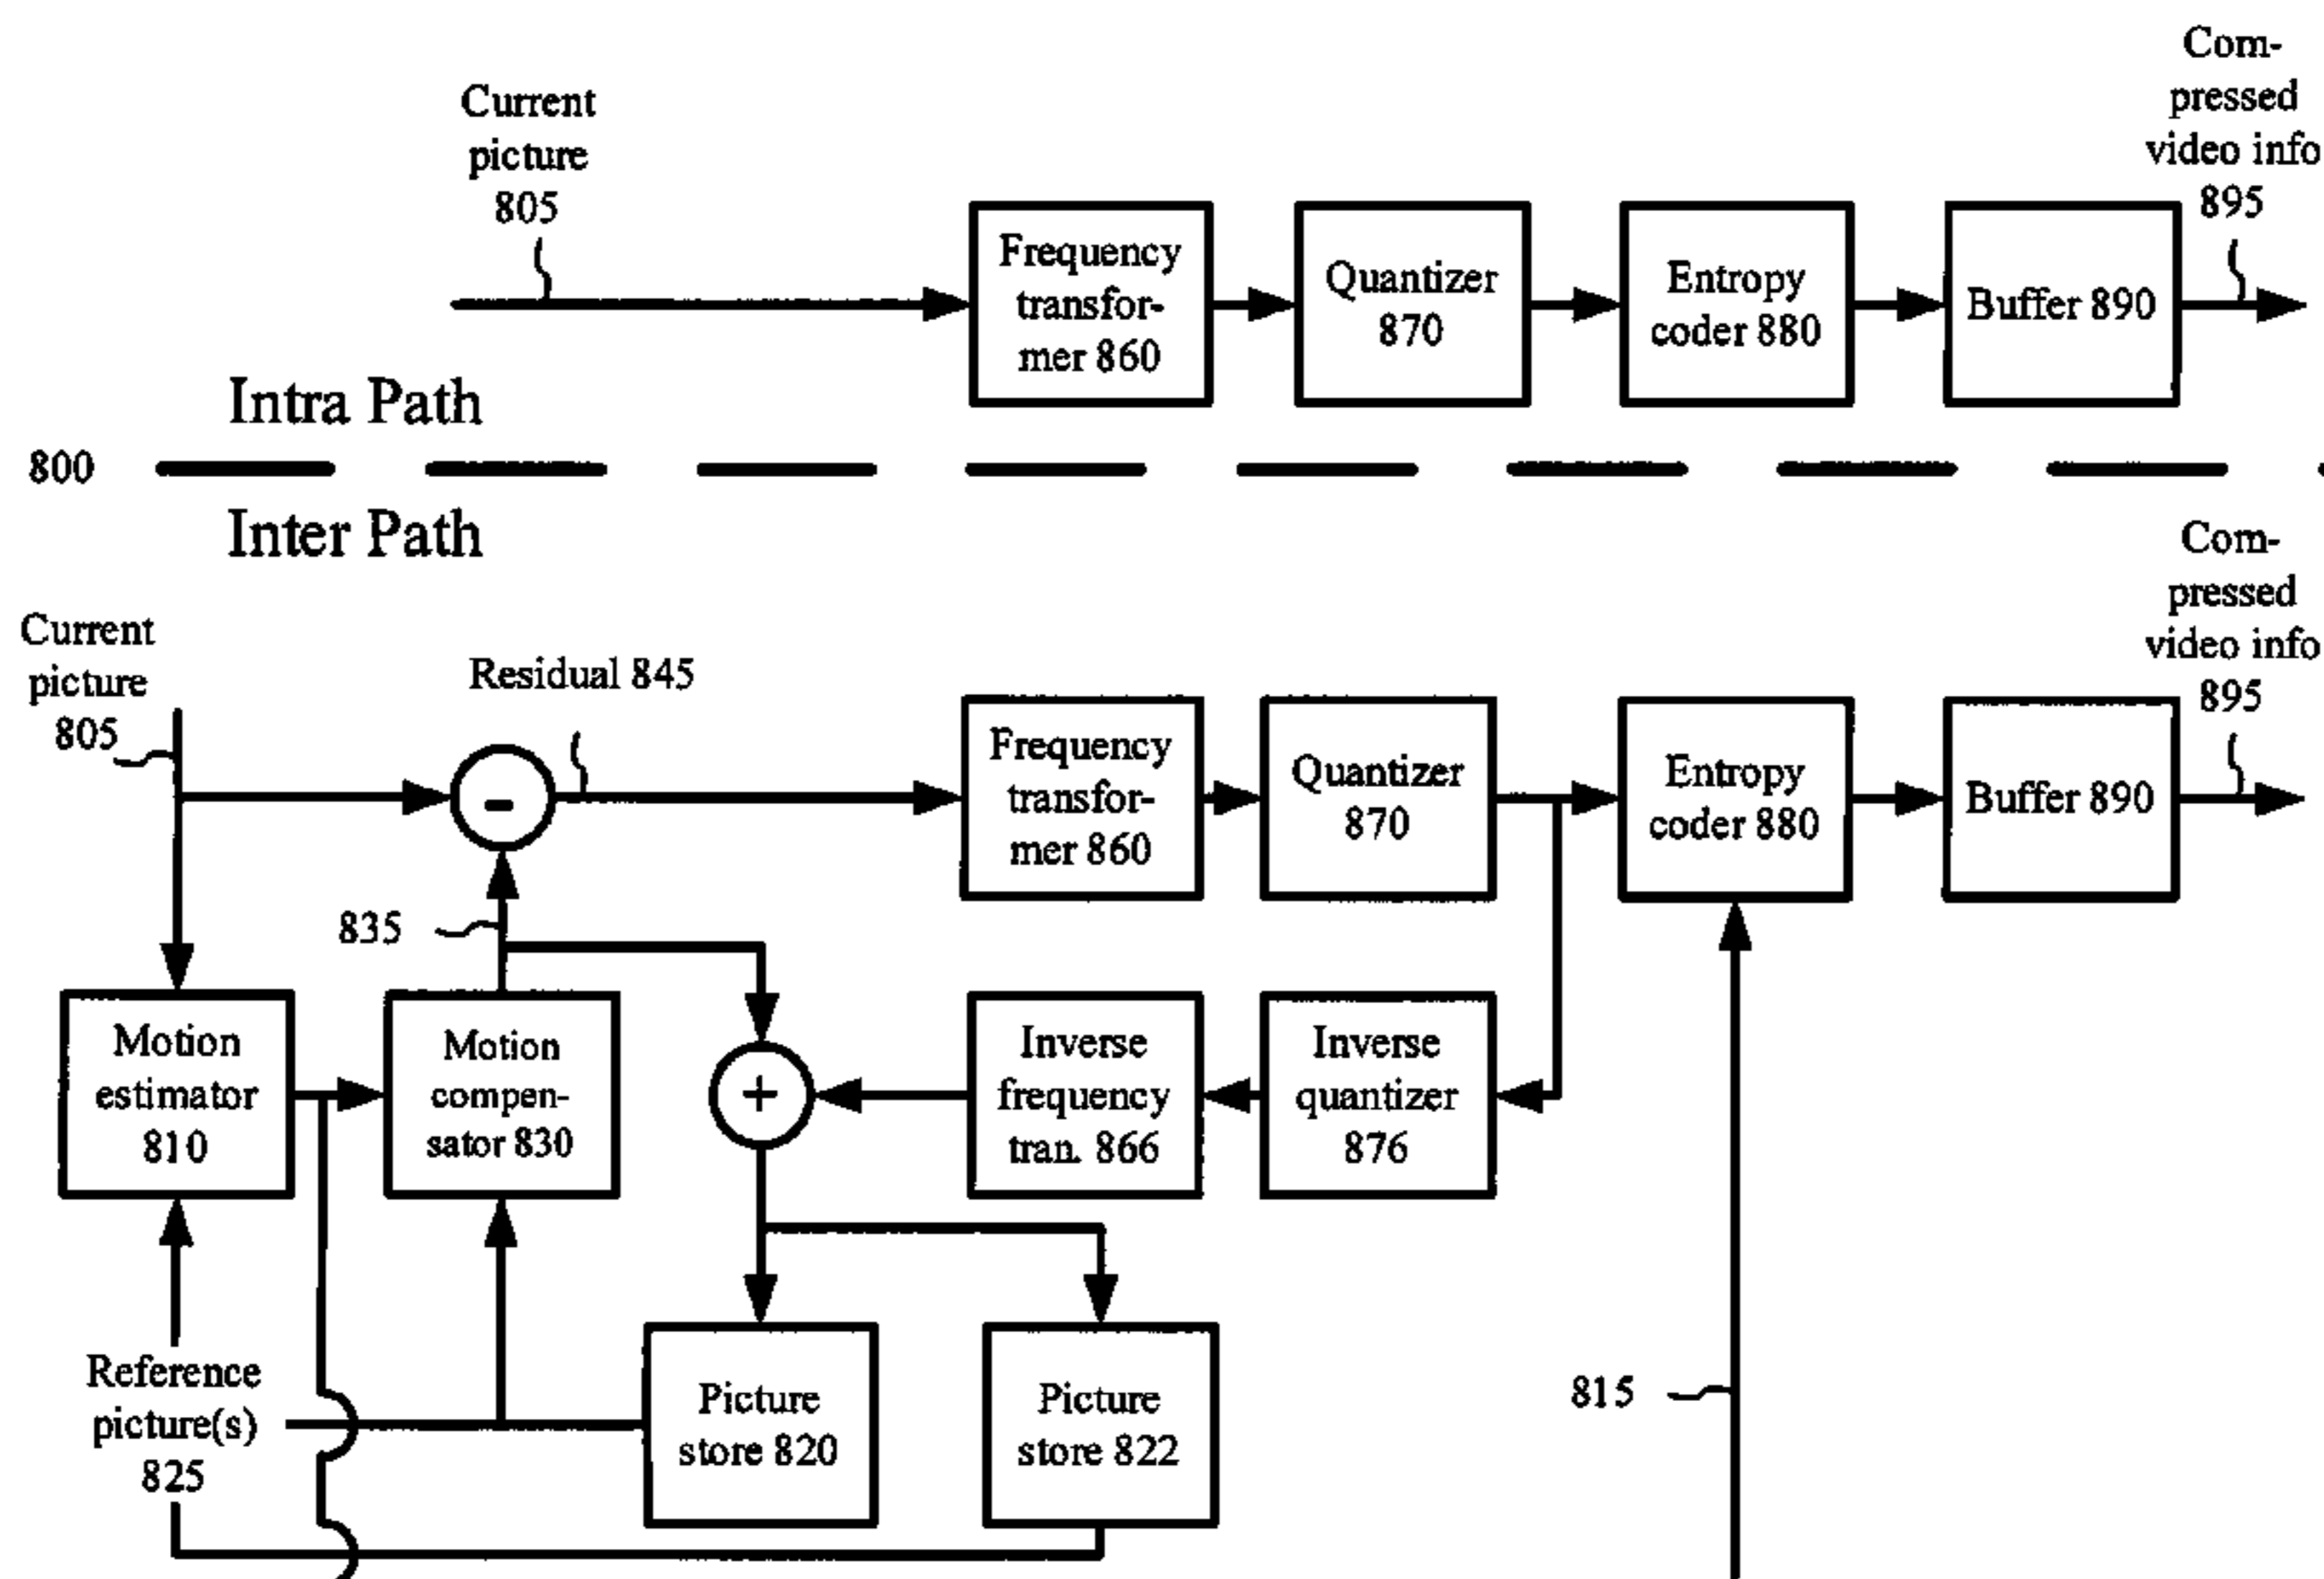 Current
picture
805
Com-
pressed
video info
895
Frequency
transfor-
mer 860
Quantizer
870
Entropy
coder 880
Buffer 890
Intra Path
800
Inter Path
Current
picture
805
Residual 845
Com-
pressed
video info
895
Frequency
transfor-
mer 860
Quantizer
870
Entropy
coder 880
Buffer 890
-
835
Motion
estimator
810
Motion
compen-
sator 830
+
Inverse
frequency
tran. 866
Inverse
quantizer
876
Reference
picture(s)
825
Picture
store 820
Picture
store 822
815